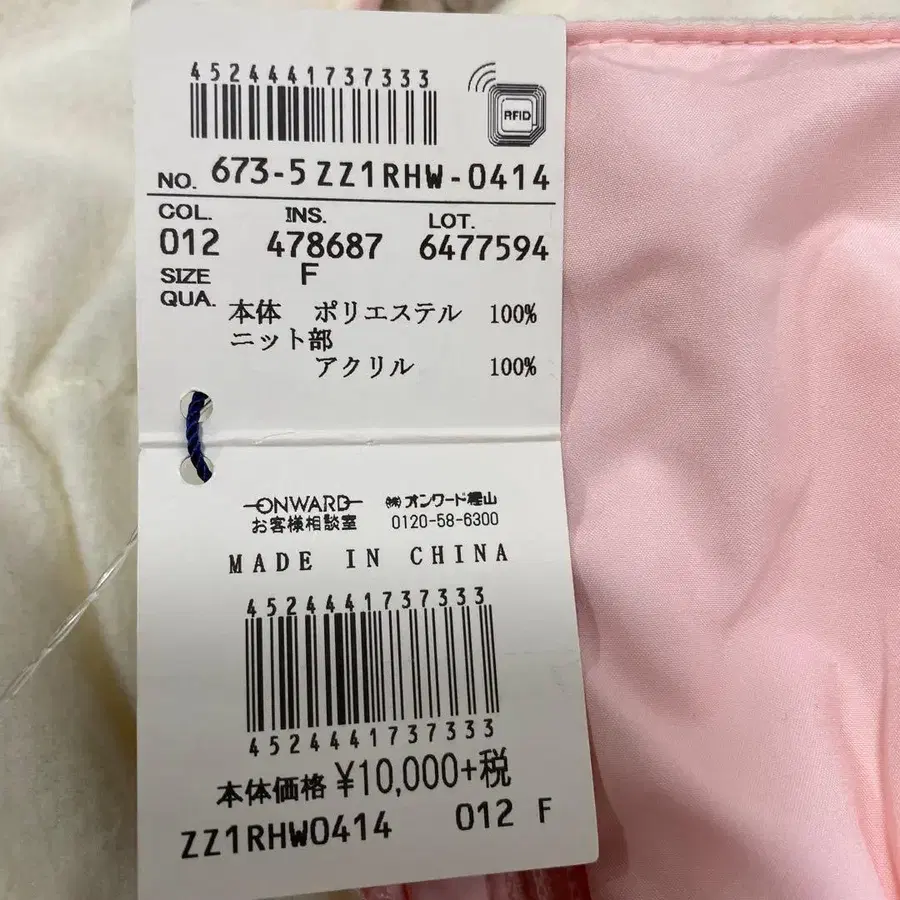 4524441737333
RFID
NO. 673-5 ZZ1RHW-0414
COL. INS. LOT.
012 478687 6477594
SIZE F
QUA. 本体 ポリエステル 100%
ニット部
アクリル 100%
ONWARD ㈱オンワード樫山
お客様相談室 0120-58-6300
MADE IN CHINA
4524441737333
4524441737333
本体価格 ¥10,000+税
ZZ1RHW0414 012 F